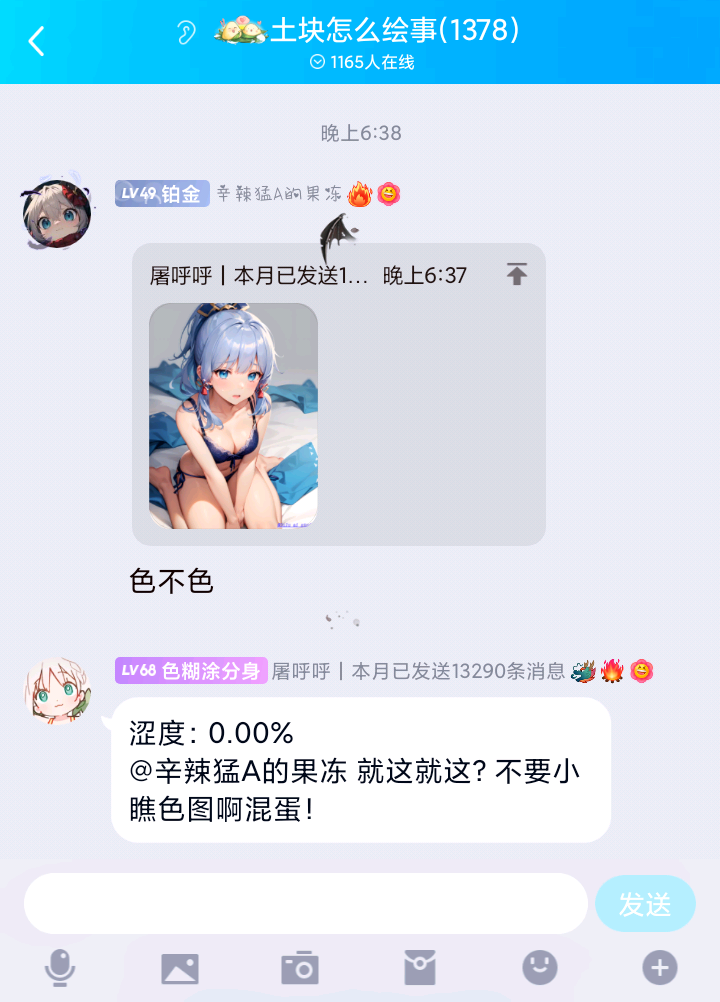 土块怎么绘事(1378)
1165人在线
晚上6:38
LV49 铂金 辛辣猛A的果冻
屠呼呼丨本月已发送1... 晚上6:37
色不色
LV68 色糊涂分身 屠呼呼丨本月已发送13290条消息
涩度：0.00%
@辛辣猛A的果冻 就这就这? 不要小
瞧色图啊混蛋!
发送